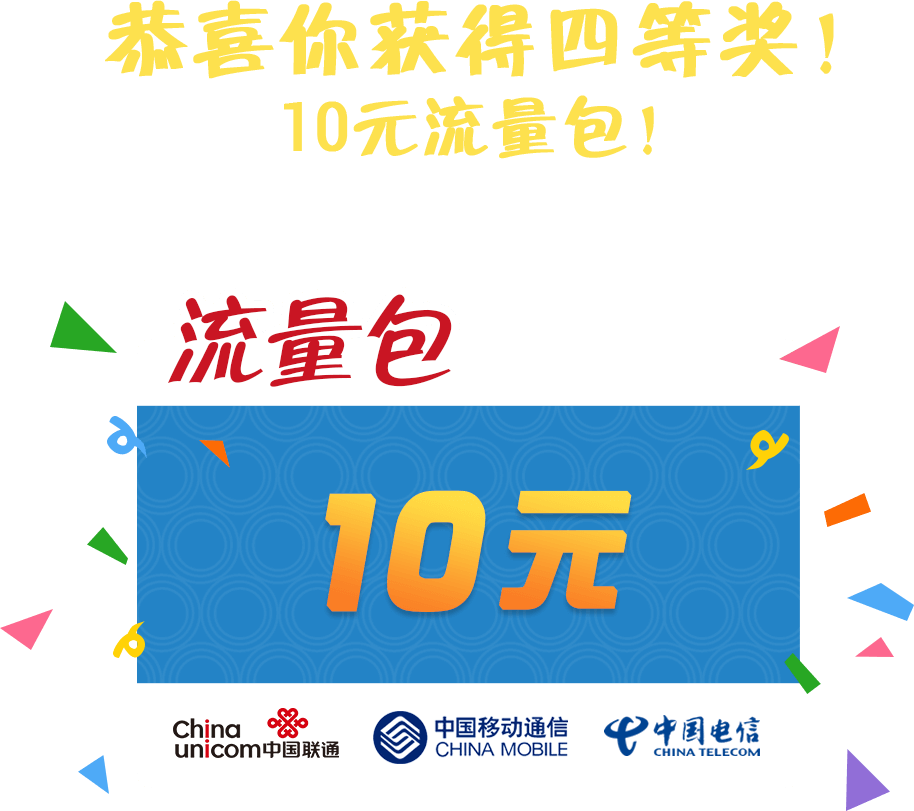 恭喜你获得四等奖！
10元流量包！
流量包
10元
China
unicom中国联通
中国移动通信
CHINA MOBILE
中国电信
CHINA TELECOM